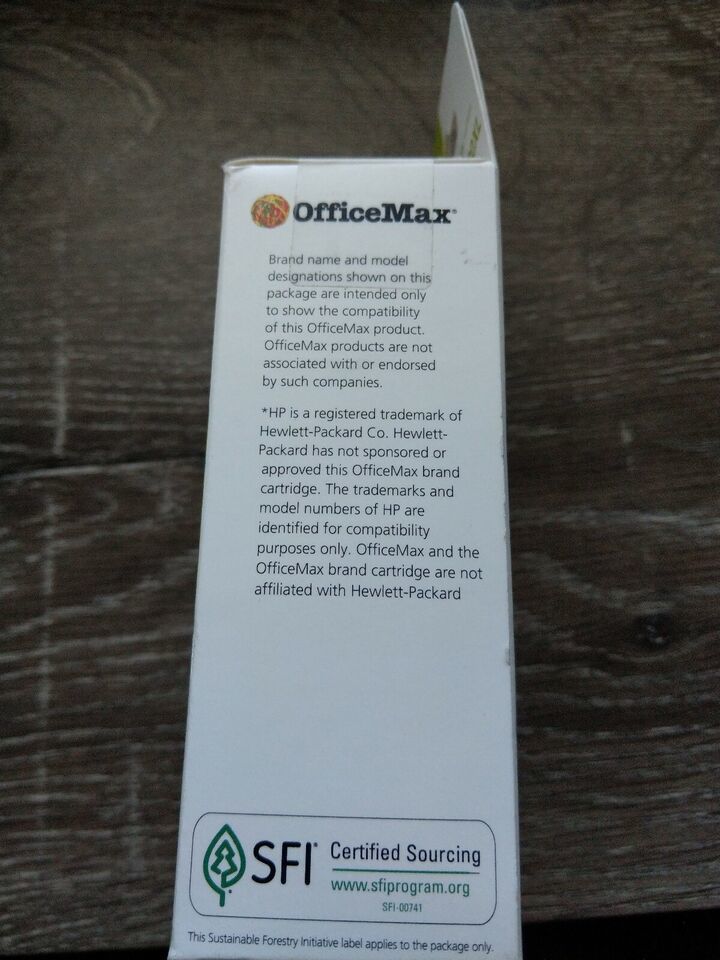 OfficeMax®
Brand name and model
designations shown on this
package are intended only
to show the compatibility
of this OfficeMax product.
OfficeMax products are not
associated with or endorsed
by such companies.
*HP is a registered trademark of
Hewlett-Packard Co. Hewlett-
Packard has not sponsored or
approved this OfficeMax brand
cartridge. The trademarks and
model numbers of HP are
identified for compatibility
purposes only. OfficeMax and the
OfficeMax brand cartridge are not
affiliated with Hewlett-Packard
SFI®
Certified Sourcing
www.sfiprogram.org
SFI-00741
This Sustainable Forestry Initiative label applies to the package only.